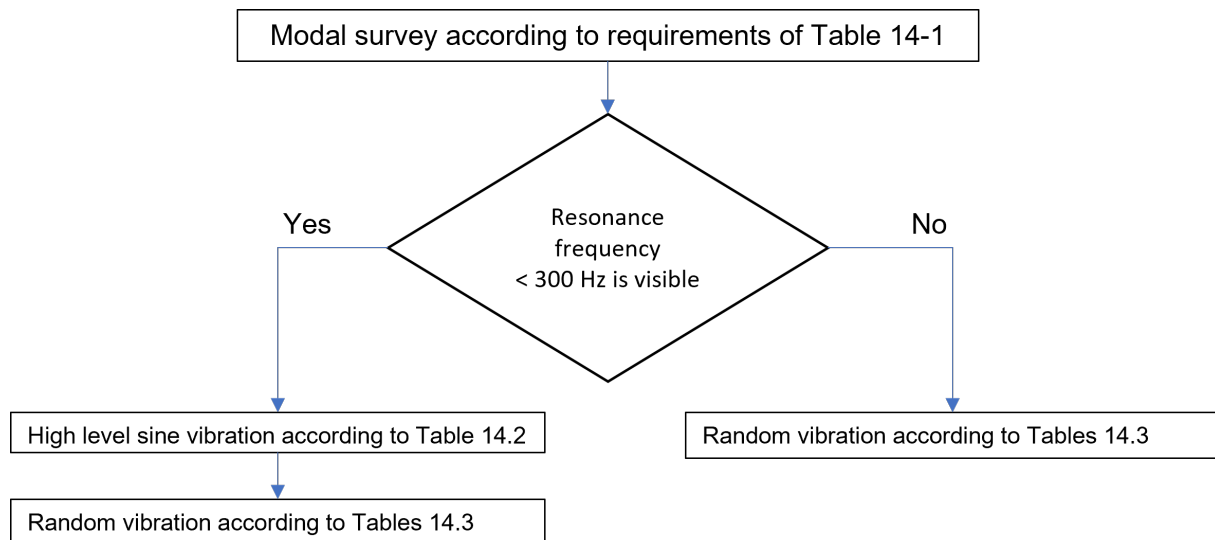 Modal survey according to requirements of Table 14-1
Yes
No
Resonance
frequency
< 300 Hz is visible
High level sine vibration according to Table 14.2
Random vibration according to Tables 14.3
Random vibration according to Tables 14.3